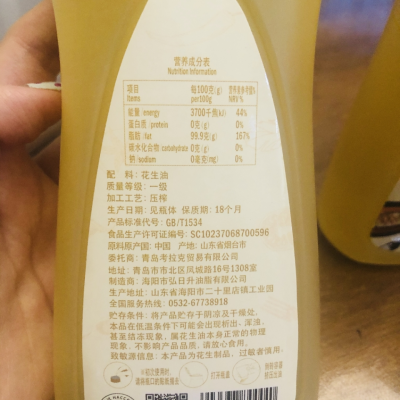 营养成分表
Nutrition Information
项目 每100克(g) 营养素参考值%
Items per100g NRV %
能量/energy 3700千焦(kj) 44%
蛋白质/protein 0克(g) 0%
脂肪/fat 99.9克(g) 167%
碳水化合物 carbohydrate 0克(g) 0%
钠/sodium 0毫克(mg) 0%
配 料：花生油
质量等级：一级
加工工艺：压榨
生产日期：见瓶体 保质期：18个月
产品标准代号：GB/T1534
食品生产许可证编号：SC10237068700596
原料原产国：中国 产地：山东省烟台市
委托商：青岛考拉克贸易有限公司
地址：青岛市市北区凤城路16号1308室
制造商：海阳市弘日升油脂有限公司
生产地址：山东省海阳市二十里店镇工业园
全国服务热线：0532-67738918
贮存条件：将产品贮存于阴凉及干燥处，
本品在低温条件下可能会出现析出、浑浊、
甚至结冻现象，属花生油本身正常的物理
现象，不影响产品品质，请放心食用。
致敏源信息：本产品为花生制品，过敏者慎用。